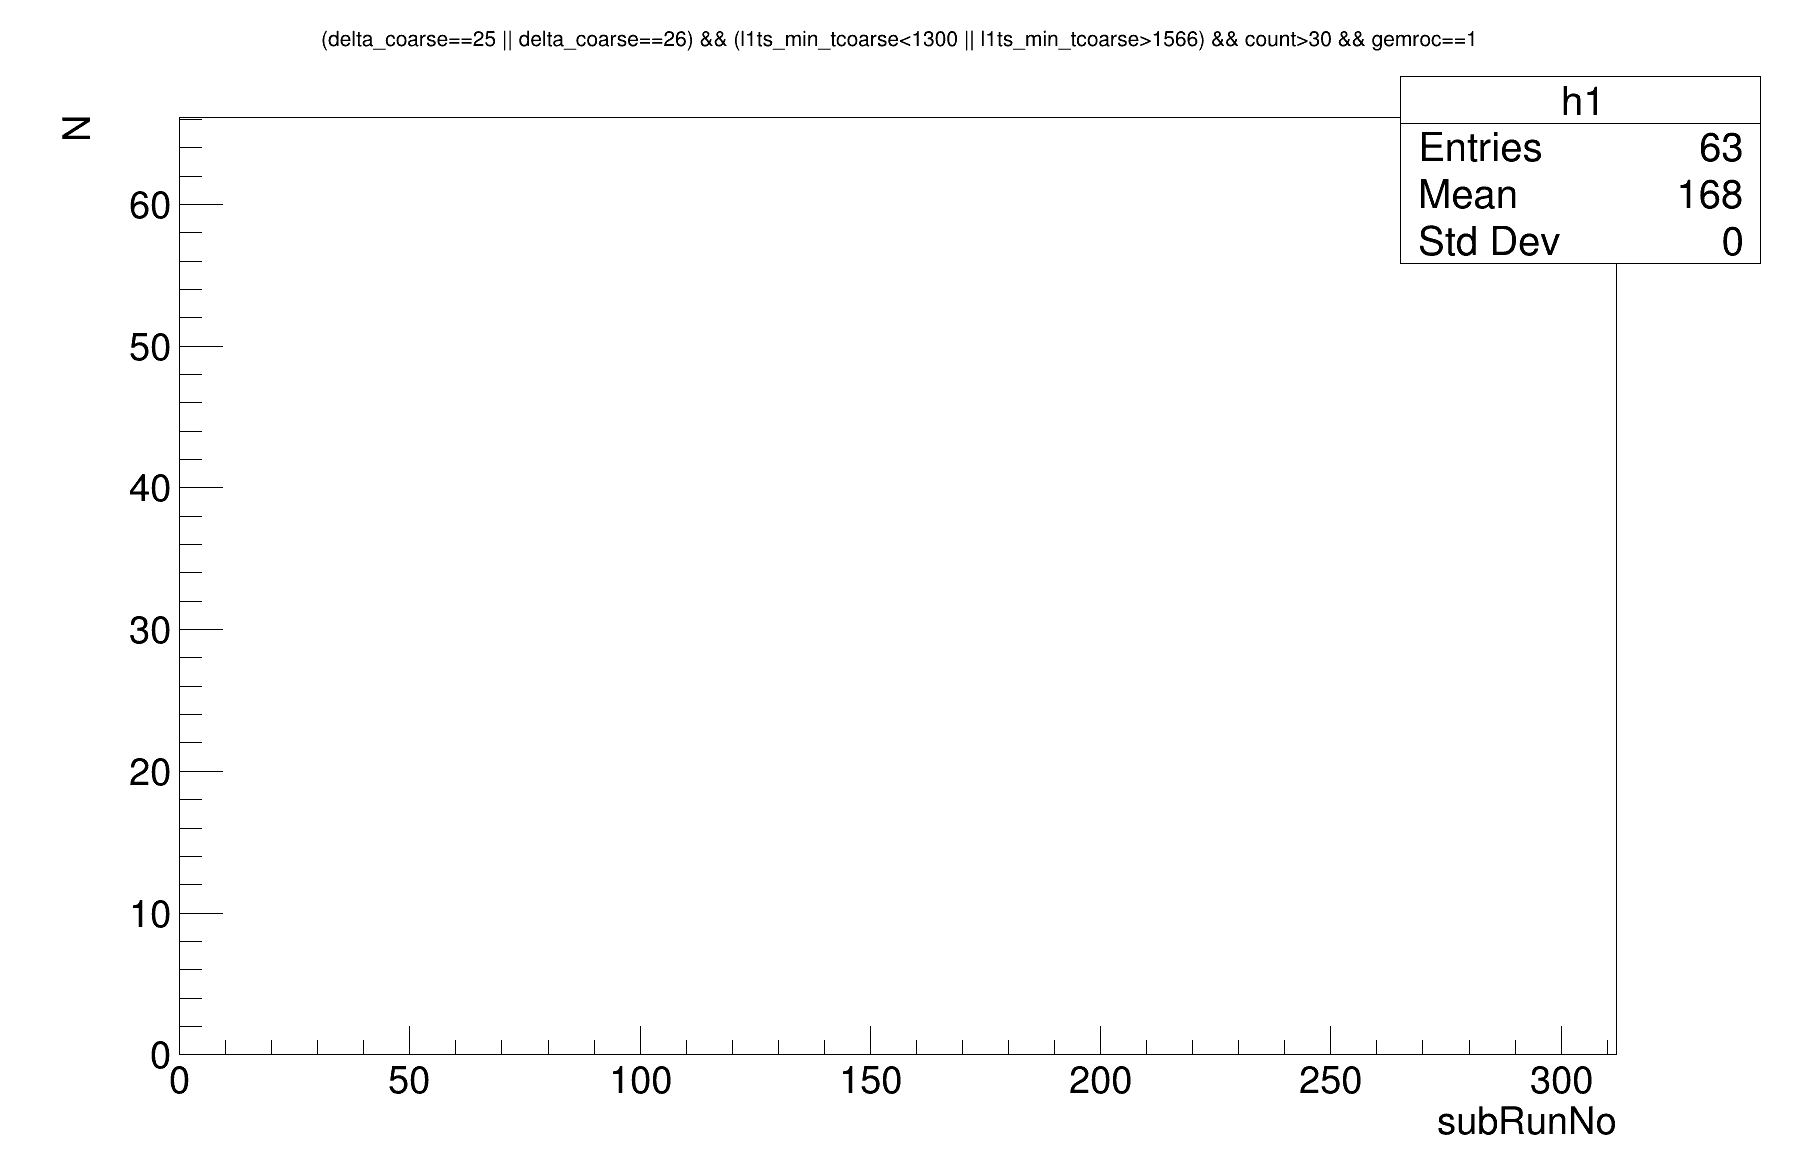 (delta_coarse==25 || delta_coarse==26) && (l1ts_min_tcoarse<1300 || l1ts_min_tcoarse>1566) && count>30 && gemroc==1
h1
Entries 63
Mean 168
Std Dev 0
N
60
50
40
30
20
10
0
0 50 100 150 200 250 300
subRunNo